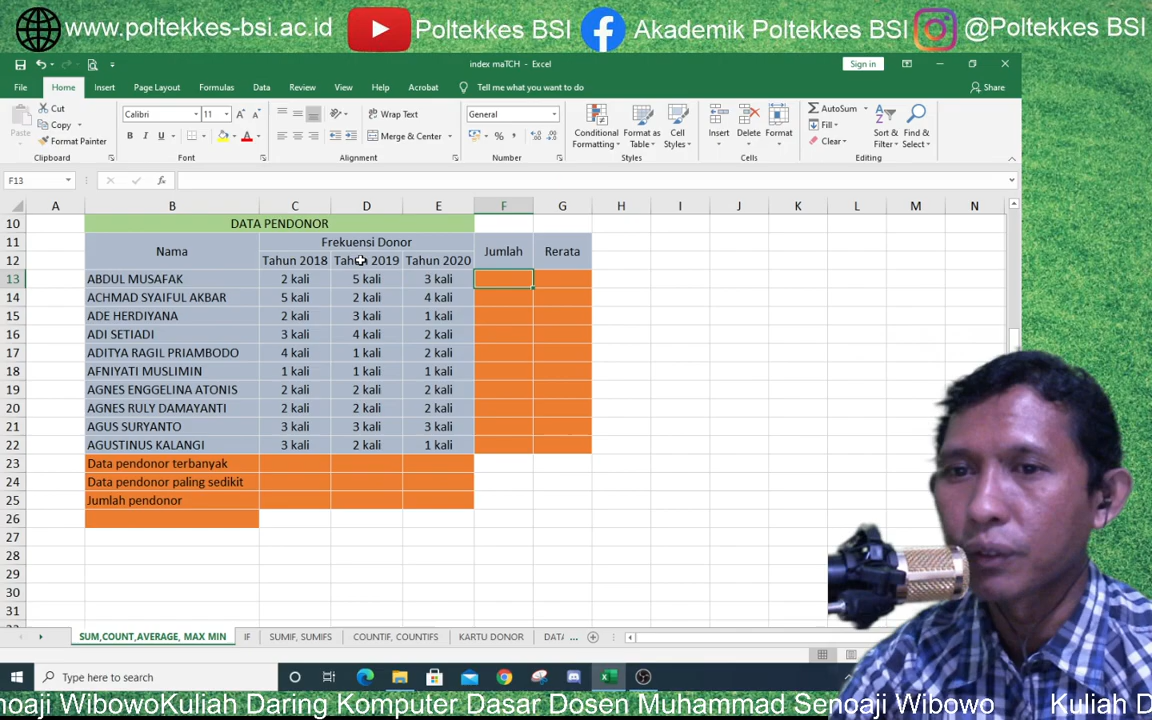 www.poltekkes-bsi.ac.id Poltekkes BSI Akademik Poltekkes BSI @Poltekkes BSI
index maTCH - Excel Sign in
File Home Insert Page Layout Formulas Data Review View Help Acrobat Tell me what you want to do Share
Paste Cut Copy Format Painter Clipboard
Calibri 11 B I U Font
Wrap Text Merge & Center Alignment
General Number
Conditional Formatting Format as Table Cell Styles Styles
Insert Delete Format Cells
AutoSum Fill Clear Sort & Filter Find & Select Editing
F13 fx
A B C D E F G H I J K L M N
10 DATA PENDONOR
11 Nama Frekuensi Donor Jumlah Rerata
12 Tahun 2018 Tahun 2019 Tahun 2020
13 ABDUL MUSAFAK 2 kali 5 kali 3 kali
14 ACHMAD SYAIFUL AKBAR 5 kali 2 kali 4 kali
15 ADE HERDIYANA 2 kali 3 kali 1 kali
16 ADI SETIADI 3 kali 4 kali 2 kali
17 ADITYA RAGIL PRIAMBODO 4 kali 1 kali 2 kali
18 AFNIYATI MUSLIMIN 1 kali 1 kali 1 kali
19 AGNES ENGGELINA ATONIS 2 kali 2 kali 2 kali
20 AGNES RULY DAMAYANTI 2 kali 2 kali 2 kali
21 AGUS SURYANTO 3 kali 3 kali 3 kali
22 AGUSTINUS KALANGI 3 kali 2 kali 1 kali
23 Data pendonor terbanyak
24 Data pendonor paling sedikit
25 Jumlah pendonor
26
27
28
29
30
31
SUM,COUNT,AVERAGE, MAX MIN IF SUMIF, SUMIFS COUNTIF, COUNTIFS KARTU DONOR DATA ...
Type here to search
oaji WibowoKuliah Daring Komputer Dasar Dosen Muhammad Senoaji Wibowo Kuliah D